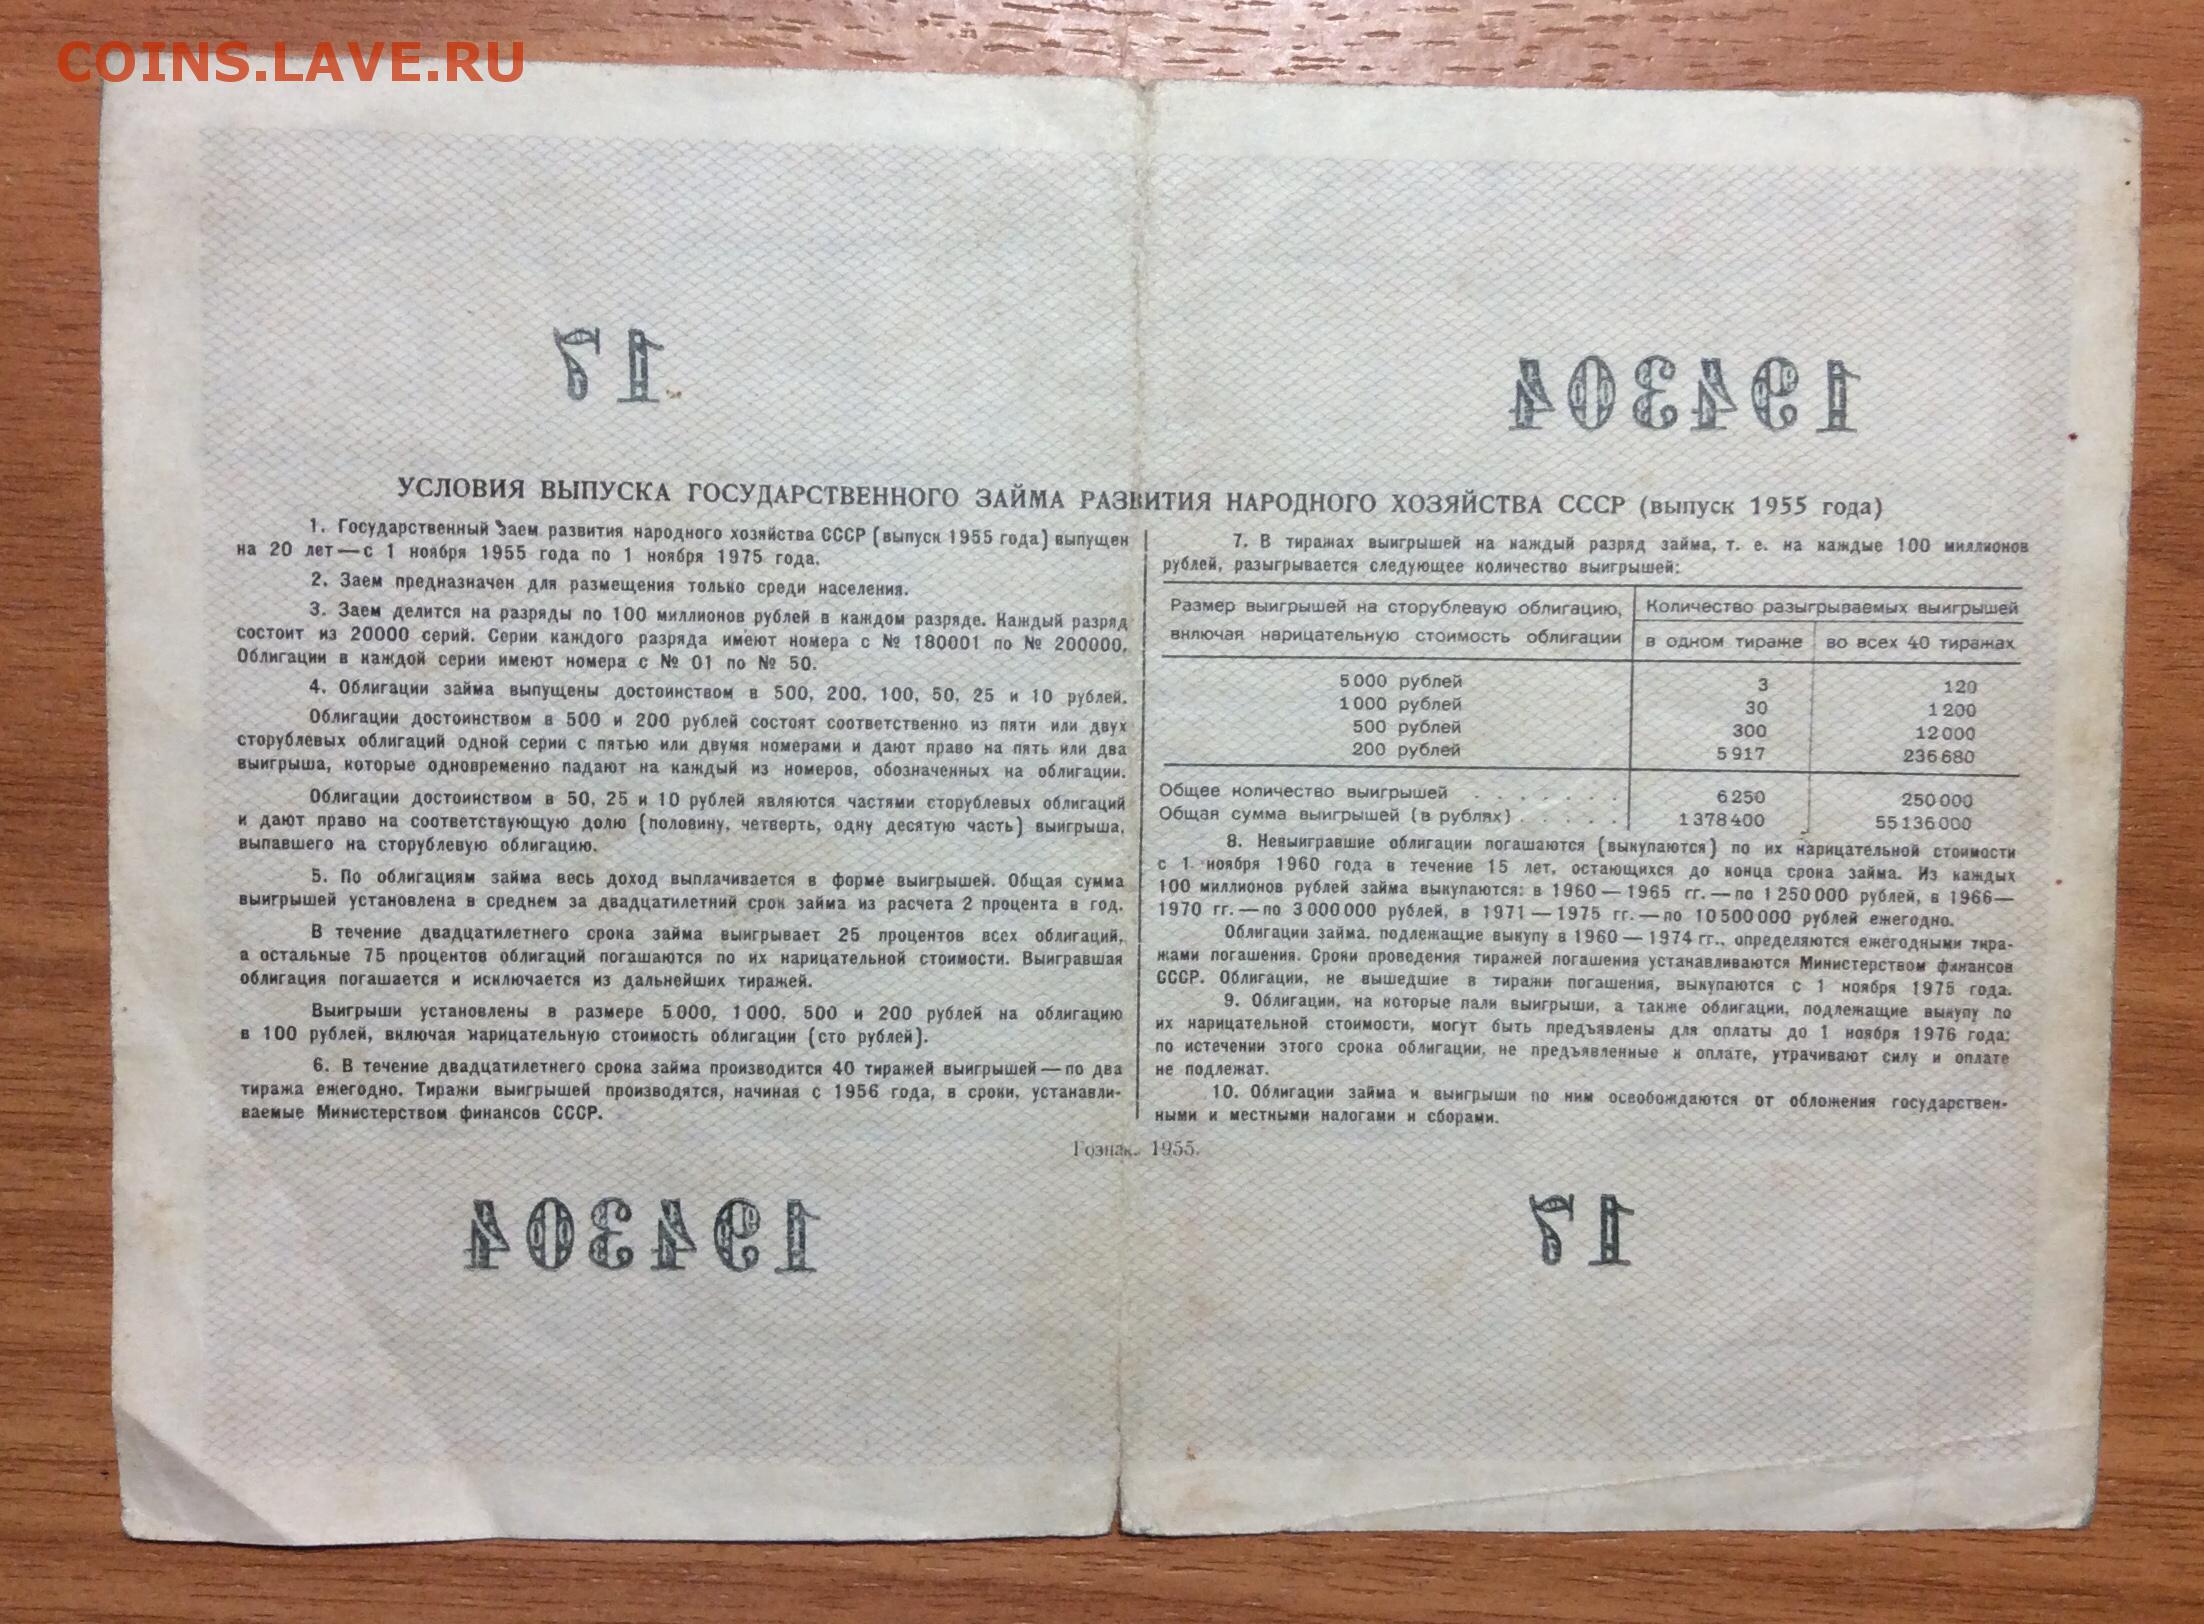 COINS.LAVE.RU
17
194304
УСЛОВИЯ ВЫПУСКА ГОСУДАРСТВЕННОГО ЗАЙМА РАЗВИТИЯ НАРОДНОГО ХОЗЯЙСТВА СССР (выпуск 1955 года)
1. Государственный Заем развития народного хозяйства СССР (выпуск 1955 года) выпущен
на 20 лет — с 1 ноября 1955 года по 1 ноября 1975 года.
2. Заем предназначен для размещения только среди населения.
3. Заем делится на разряды по 100 миллионов рублей в каждом разряде. Каждый разряд
состоит из 20000 серий. Серии каждого разряда имеют номера с № 180001 по № 200000.
Облигации в каждой серии имеют номера с № 01 по № 50.
4. Облигации займа выпущены достоинством в 500, 200, 100, 50, 25 и 10 рублей.
Облигации достоинством в 500 и 200 рублей состоят соответственно из пяти или двух
сторублевых облигаций одной серии с пятью или двумя номерами и дают право на пять или два
выигрыша, которые одновременно падают на каждый из номеров, обозначенных на облигации.
Облигации достоинством в 50, 25 и 10 рублей являются частями сторублевых облигаций
и дают право на соответствующую долю (половину, четверть, одну десятую часть) выигрыша,
выпавшего на сторублевую облигацию.
5. По облигациям займа весь доход выплачивается в форме выигрышей. Общая сумма
выигрышей установлена в среднем за двадцатилетний срок займа из расчета 2 процента в год.
В течение двадцатилетнего срока займа выигрывает 25 процентов всех облигаций,
а остальные 75 процентов облигаций погашаются по их нарицательной стоимости. Выигравшая
облигация погашается и исключается из дальнейших тиражей.
Выигрыши установлены в размере 5000, 1000, 500 и 200 рублей на облигацию
в 100 рублей, включая нарицательную стоимость облигации (сто рублей).
6. В течение двадцатилетнего срока займа производится 40 тиражей выигрышей — по два
тиража ежегодно. Тиражи выигрышей производятся, начиная с 1956 года, в сроки, устанавли-
ваемые Министерством финансов СССР.
7. В тиражах выигрышей на каждый разряд займа, т. е. на каждые 100 миллионов
рублей, разыгрывается следующее количество выигрышей:
Размер выигрышей на сторублевую облигацию, Количество разыгрываемых выигрышей
включая нарицательную стоимость облигации в одном тираже во всех 40 тиражах
5000 рублей 3 120
1000 рублей 30 1200
500 рублей 300 12000
200 рублей 5917 236680
Общее количество выигрышей . . . . . . . 6250 250000
Общая сумма выигрышей (в рублях) . . . . . 1378400 55136000
8. Невыигравшие облигации погашаются (выкупаются) по их нарицательной стоимости
с 1 ноября 1960 года в течение 15 лет, остающихся до конца срока займа. Из каждых
100 миллионов рублей займа выкупаются: в 1960 — 1965 гг. — по 1250000 рублей, в 1966—
1970 гг. — по 3000000 рублей, в 1971 — 1975 гг. — по 10500000 рублей ежегодно.
Облигации займа, подлежащие выкупу в 1960 — 1974 гг., определяются ежегодными тира-
жами погашения. Сроки проведения тиражей погашения устанавливаются Министерством финансов
СССР. Облигации, не вышедшие в тиражи погашения, выкупаются с 1 ноября 1975 года.
9. Облигации, на которые пали выигрыши, а также облигации, подлежащие выкупу по
их нарицательной стоимости, могут быть предъявлены для оплаты до 1 ноября 1976 года;
по истечении этого срока облигации, не предъявленные к оплате, утрачивают силу и оплате
не подлежат.
10. Облигации займа и выигрыши по ним освобождаются от обложения государствен-
ными и местными налогами и сборами.
Гознак. 1955.
194304
17